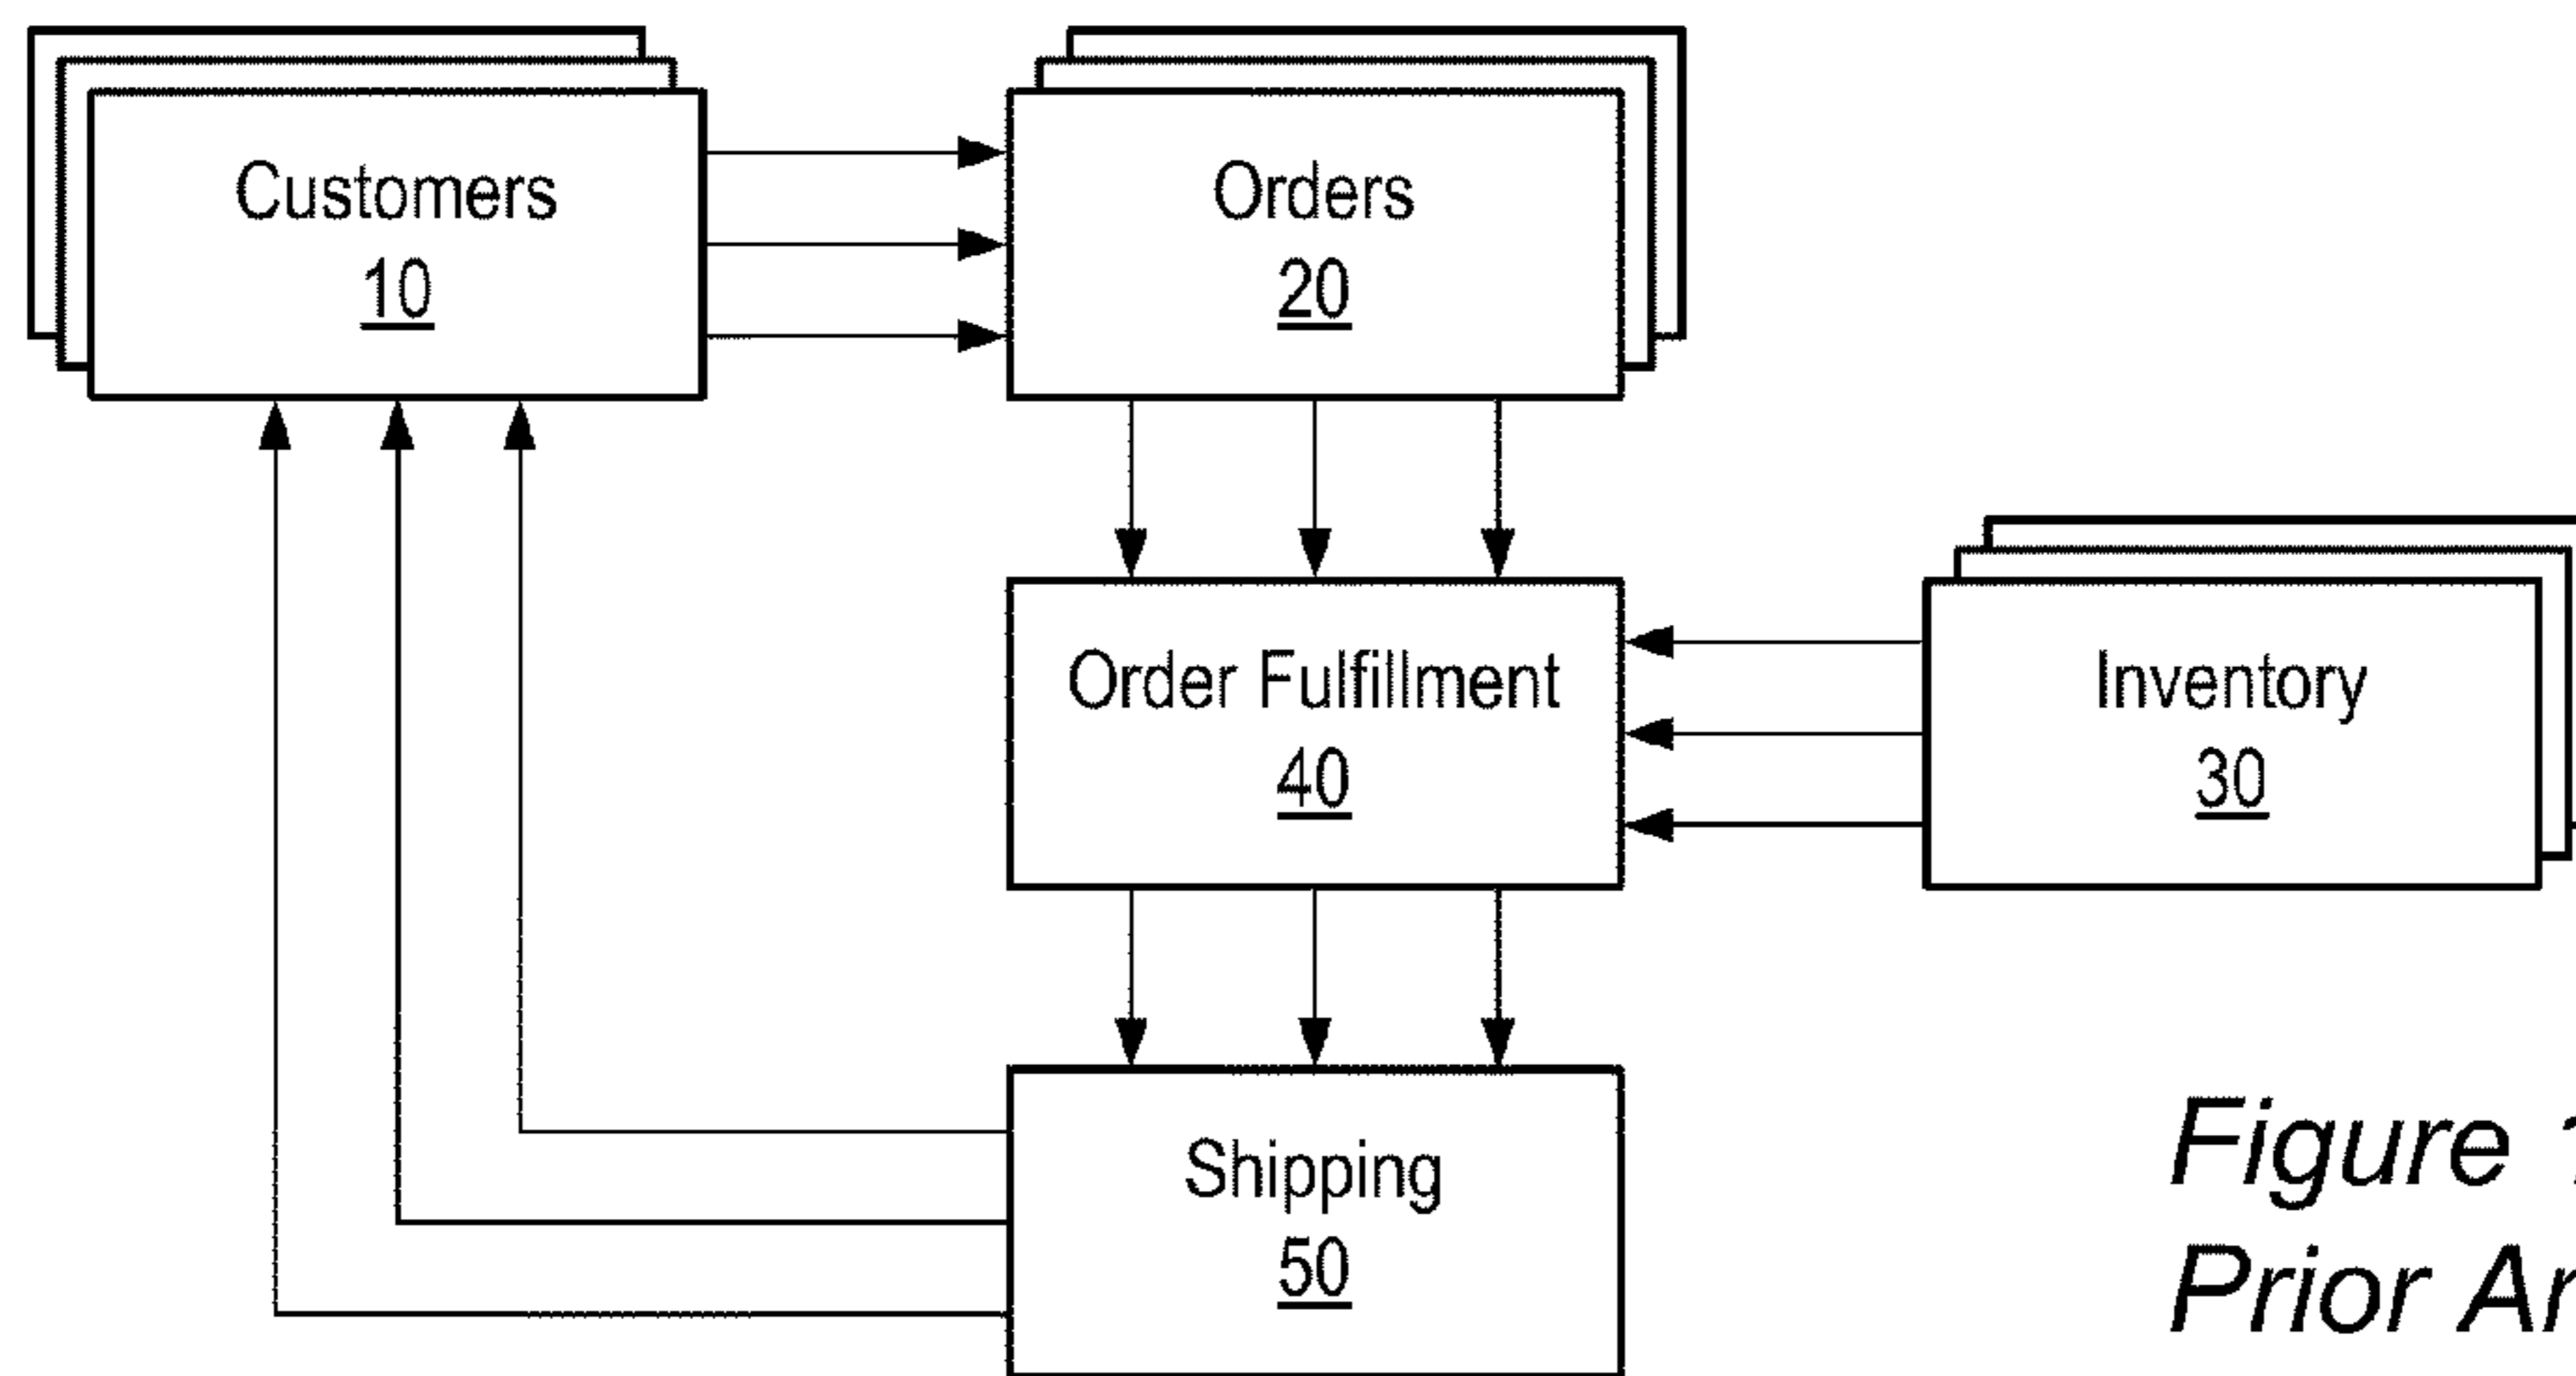 Customers
10
Orders
20
Order Fulfillment
40
Inventory
30
Shipping
50
Figure
Prior